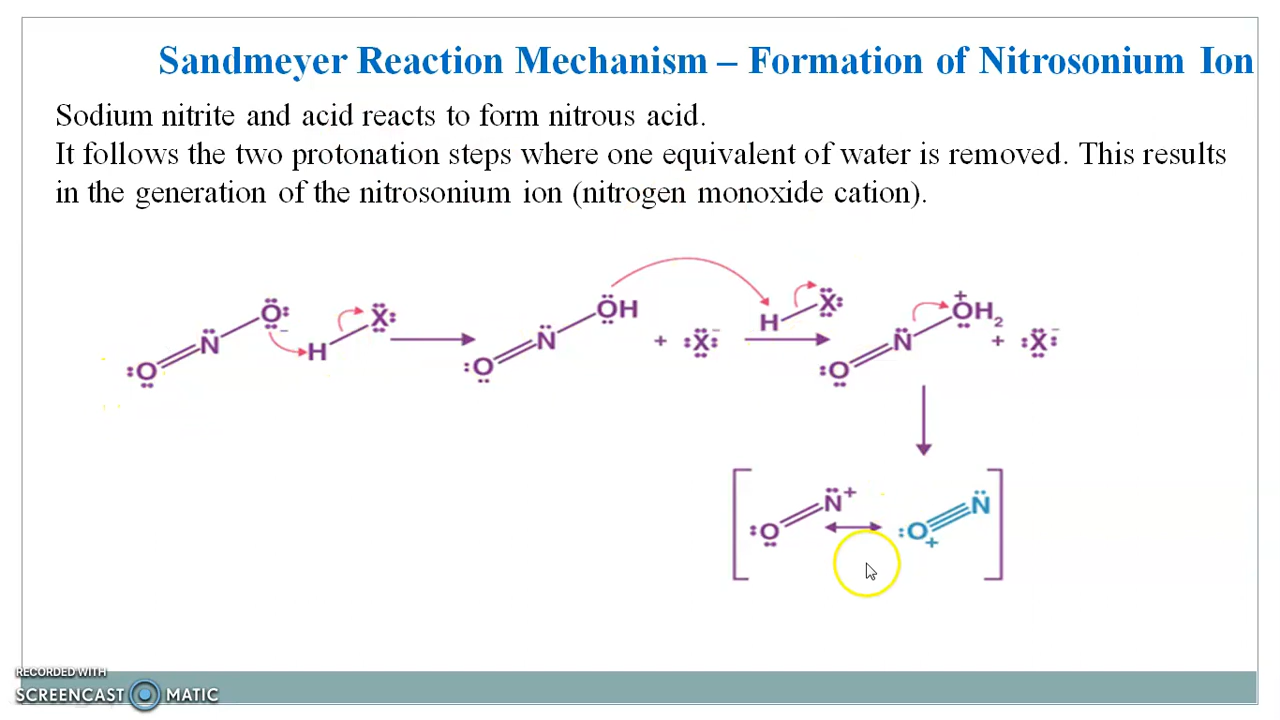 Sandmeyer Reaction Mechanism – Formation of Nitrosonium Ion
Sodium nitrite and acid reacts to form nitrous acid.
It follows the two protonation steps where one equivalent of water is removed. This results
in the generation of the nitrosonium ion (nitrogen monoxide cation).
:O=N-O:⁻ H-X: → :O=N-OH + :X:⁻ H-X: → :O=N-O⁺H₂ + :X:⁻
[:O=N⁺ ↔ :O⁺≡N]
RECORDED WITH
SCREENCAST MATIC